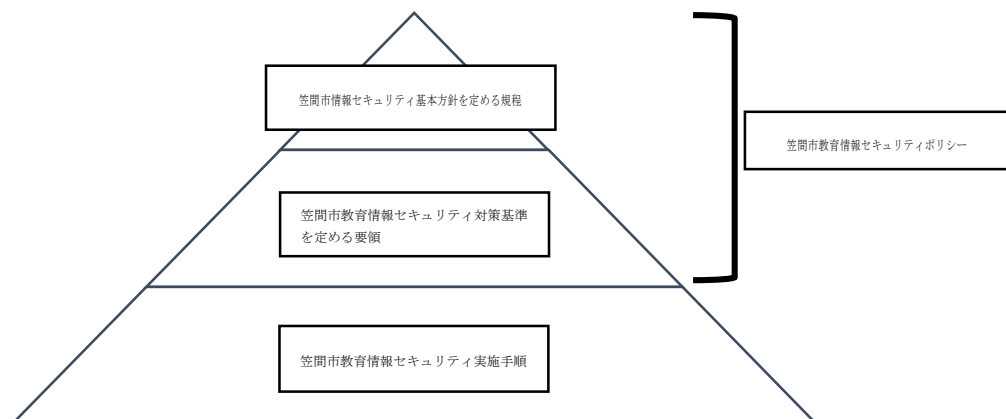 笠間市情報セキュリティ基本方針を定める規程
笠間市教育情報セキュリティポリシー
笠間市教育情報セキュリティ対策基準
を定める要領
笠間市教育情報セキュリティ実施手順